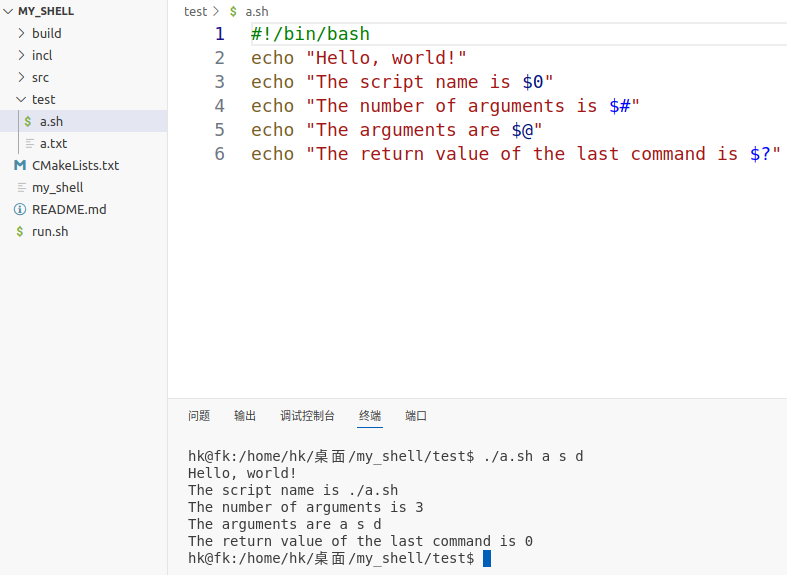 MY_SHELL
build
incl
src
test
$ a.sh
a.txt
CMakeLists.txt
my_shell
README.md
$ run.sh
test > $ a.sh
1 #!/bin/bash
2 echo "Hello, world!"
3 echo "The script name is $0"
4 echo "The number of arguments is $#"
5 echo "The arguments are $@"
6 echo "The return value of the last command is $?"
问题 输出 调试控制台 终端 端口
hk@fk:/home/hk/桌面/my_shell/test$ ./a.sh a s d
Hello, world!
The script name is ./a.sh
The number of arguments is 3
The arguments are a s d
The return value of the last command is 0
hk@fk:/home/hk/桌面/my_shell/test$